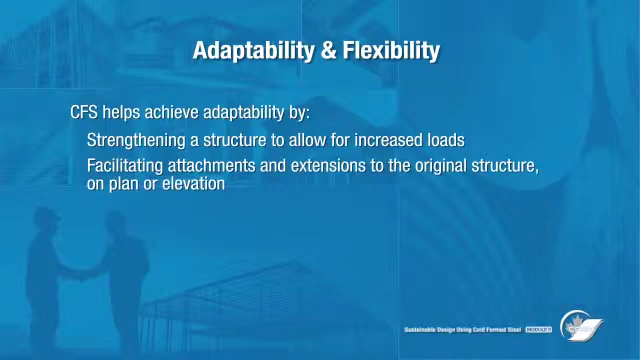 Adaptability & Flexibility
CFS helps achieve adaptability by:
Strengthening a structure to allow for increased loads
Facilitating attachments and extensions to the original structure,
on plan or elevation
Sustainable Design Using Cold Formed Steel